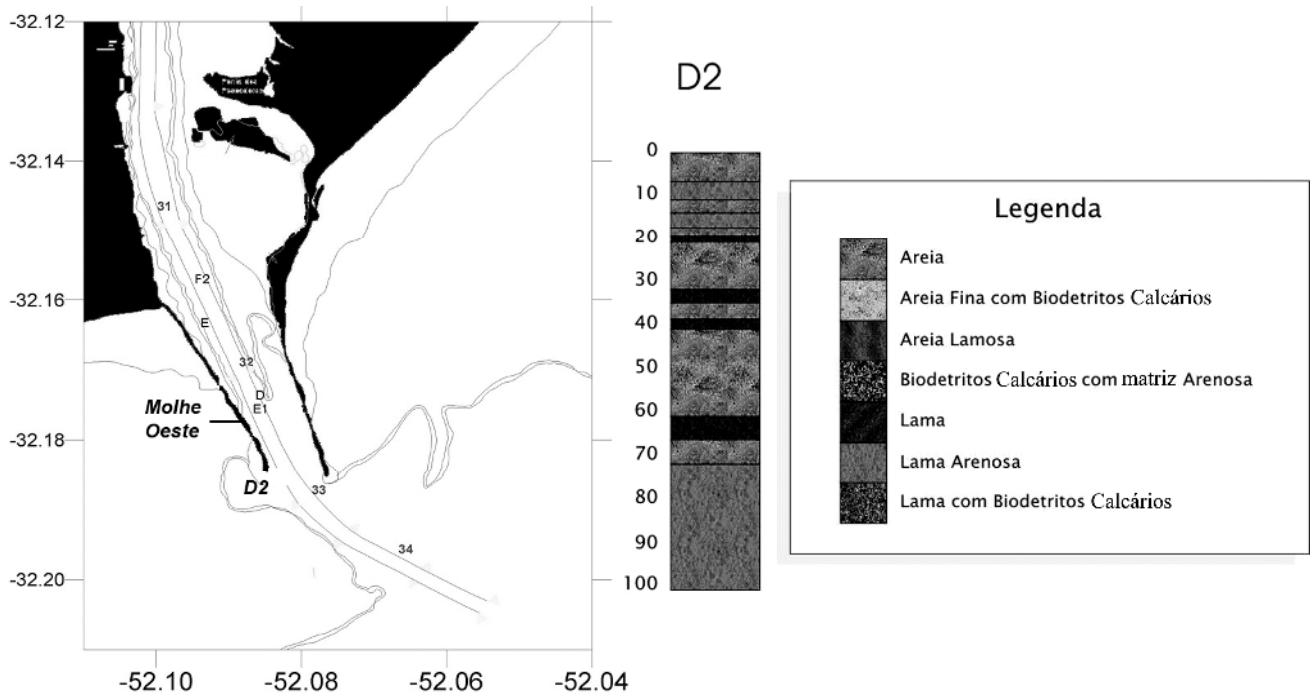 -32.12
-32.14
-32.16
-32.18
-32.20
-52.10
-52.08
-52.06
-52.04
31
F2
E
32
D
E1
Molhe
Oeste
D2
33
34
D2
0
10
20
30
40
50
60
70
80
90
100
Legenda
Areia
Areia Fina com Biodetritos Calcários
Areia Lamosa
Biodetritos Calcários com matriz Arenosa
Lama
Lama Arenosa
Lama com Biodetritos Calcários